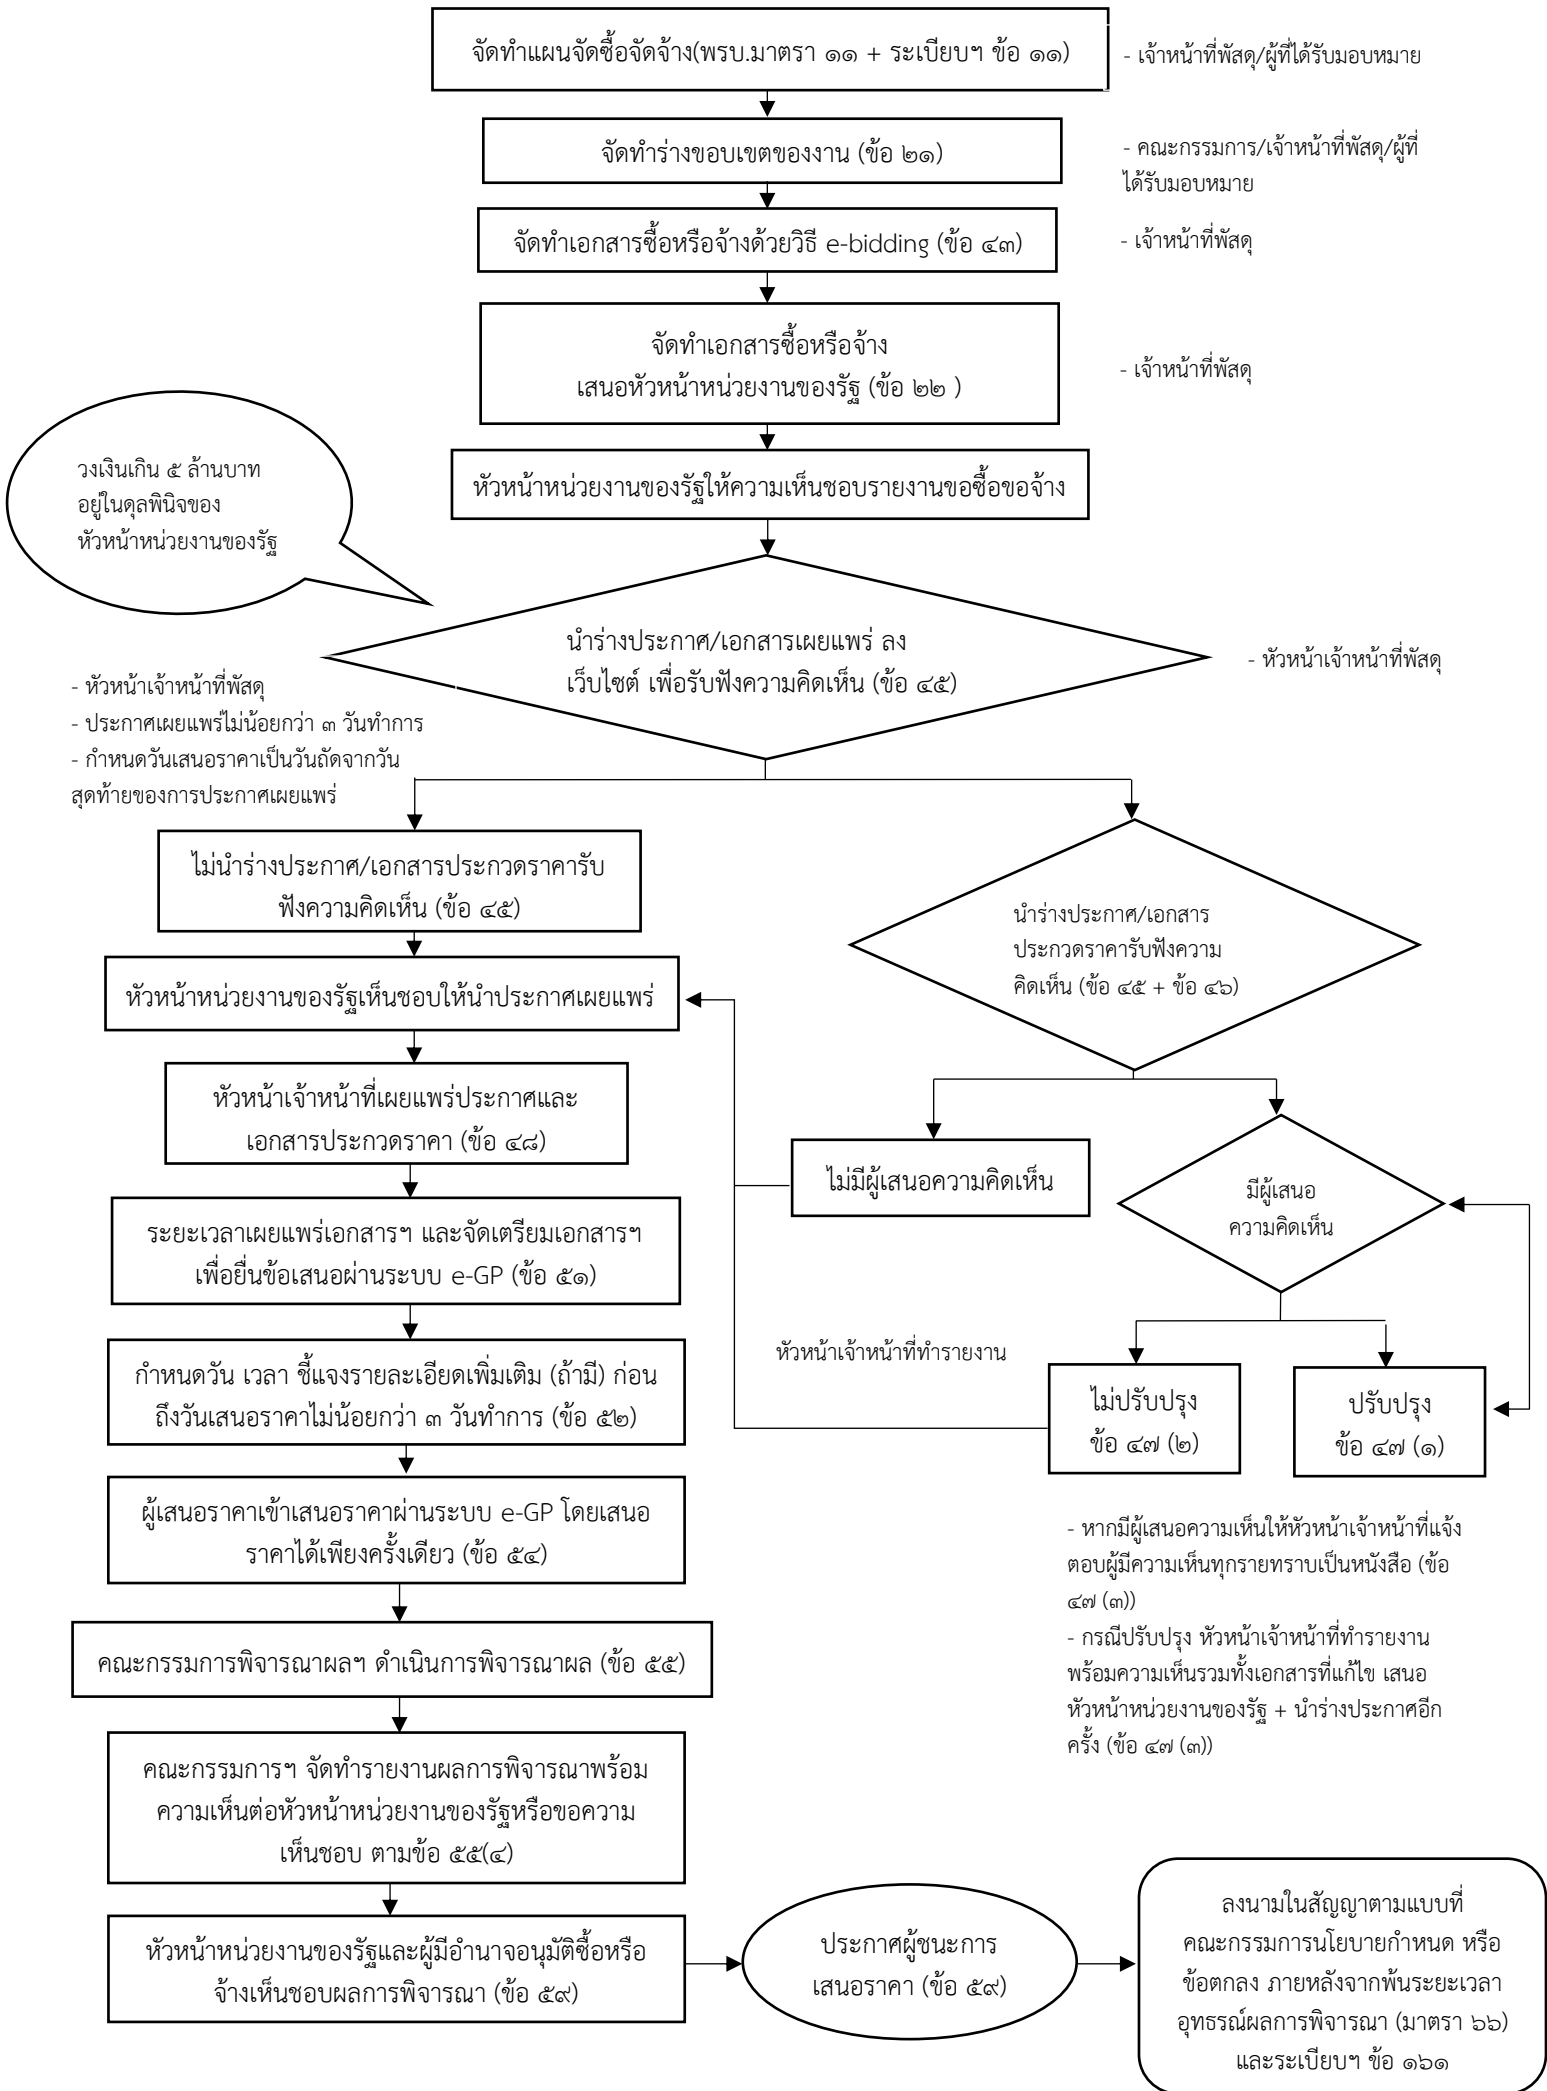 จัดทำแผนจัดซื้อจัดจ้าง(พรบ.มาตรา ๑๑ + ระเบียบฯ ข้อ ๑๑)
- เจ้าหน้าที่พัสดุ/ผู้ที่ได้รับมอบหมาย
จัดทำร่างขอบเขตของงาน (ข้อ ๒๑)
- คณะกรรมการ/เจ้าหน้าที่พัสดุ/ผู้ที่
ได้รับมอบหมาย
จัดทำเอกสารซื้อหรือจ้างด้วยวิธี e-bidding (ข้อ ๔๓)
- เจ้าหน้าที่พัสดุ
จัดทำเอกสารซื้อหรือจ้าง
เสนอหัวหน้าหน่วยงานของรัฐ (ข้อ ๒๒ )
- เจ้าหน้าที่พัสดุ
หัวหน้าหน่วยงานของรัฐให้ความเห็นชอบรายงานขอซื้อขอจ้าง
วงเงินเกิน ๕ ล้านบาท
อยู่ในดุลพินิจของ
หัวหน้าหน่วยงานของรัฐ
นำร่างประกาศ/เอกสารเผยแพร่ ลง
เว็บไซต์ เพื่อรับฟังความคิดเห็น (ข้อ ๔๕)
- หัวหน้าเจ้าหน้าที่พัสดุ
- หัวหน้าเจ้าหน้าที่พัสดุ
- ประกาศเผยแพร่ไม่น้อยกว่า ๓ วันทำการ
- กำหนดวันเสนอราคาเป็นวันถัดจากวัน
สุดท้ายของการประกาศเผยแพร่
ไม่นำร่างประกาศ/เอกสารประกวดราคารับ
ฟังความคิดเห็น (ข้อ ๔๕)
นำร่างประกาศ/เอกสาร
ประกวดราคารับฟังความ
คิดเห็น (ข้อ ๔๕ + ข้อ ๔๖)
หัวหน้าหน่วยงานของรัฐเห็นชอบให้นำประกาศเผยแพร่
หัวหน้าเจ้าหน้าที่เผยแพร่ประกาศและ
เอกสารประกวดราคา (ข้อ ๔๘)
ไม่มีผู้เสนอความคิดเห็น
มีผู้เสนอ
ความคิดเห็น
ระยะเวลาเผยแพร่เอกสารฯ และจัดเตรียมเอกสารฯ
เพื่อยื่นข้อเสนอผ่านระบบ e-GP (ข้อ ๕๑)
หัวหน้าเจ้าหน้าที่ทำรายงาน
กำหนดวัน เวลา ชี้แจงรายละเอียดเพิ่มเติม (ถ้ามี) ก่อน
ถึงวันเสนอราคาไม่น้อยกว่า ๓ วันทำการ (ข้อ ๕๒)
ไม่ปรับปรุง
ข้อ ๔๗ (๒)
ปรับปรุง
ข้อ ๔๗ (๑)
ผู้เสนอราคาเข้าเสนอราคาผ่านระบบ e-GP โดยเสนอ
ราคาได้เพียงครั้งเดียว (ข้อ ๕๔)
- หากมีผู้เสนอความเห็นให้หัวหน้าเจ้าหน้าที่แจ้ง
ตอบผู้มีความเห็นทุกรายทราบเป็นหนังสือ (ข้อ
๔๗ (๓))
- กรณีปรับปรุง หัวหน้าเจ้าหน้าที่ทำรายงาน
พร้อมความเห็นรวมทั้งเอกสารที่แก้ไข เสนอ
หัวหน้าหน่วยงานของรัฐ + นำร่างประกาศอีก
ครั้ง (ข้อ ๔๗ (๓))
คณะกรรมการพิจารณาผลฯ ดำเนินการพิจารณาผล (ข้อ ๕๕)
คณะกรรมการฯ จัดทำรายงานผลการพิจารณาพร้อม
ความเห็นต่อหัวหน้าหน่วยงานของรัฐหรือขอความ
เห็นชอบ ตามข้อ ๕๕(๔)
หัวหน้าหน่วยงานของรัฐและผู้มีอำนาจอนุมัติซื้อหรือ
จ้างเห็นชอบผลการพิจารณา (ข้อ ๕๙)
ประกาศผู้ชนะการ
เสนอราคา (ข้อ ๕๙)
ลงนามในสัญญาตามแบบที่
คณะกรรมการนโยบายกำหนด หรือ
ข้อตกลง ภายหลังจากพ้นระยะเวลา
อุทธรณ์ผลการพิจารณา (มาตรา ๖๖)
และระเบียบฯ ข้อ ๑๖๑